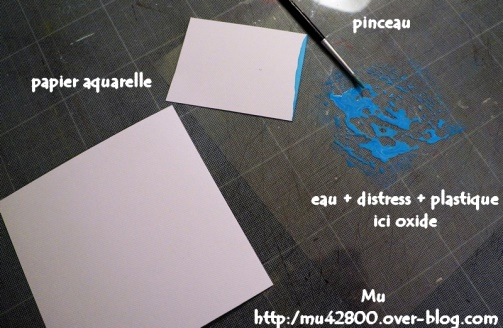 pinceau
papier aquarelle
eau + distress + plastique
ici oxide
Mu
http:/mu42800.over-blog.com